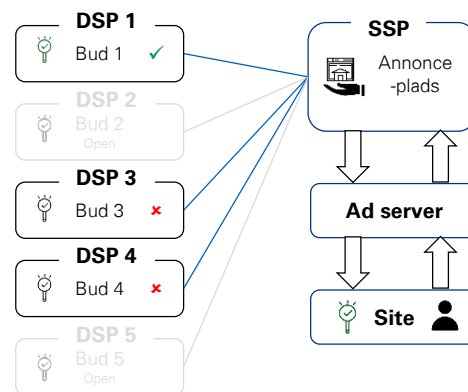 DSP 1
Bud 1
DSP 2
Bud 2
Open
DSP 3
Bud 3
DSP 4
Bud 4
DSP 5
Bud 5
Open
SSP
Annonce
-plads
Ad server
Site